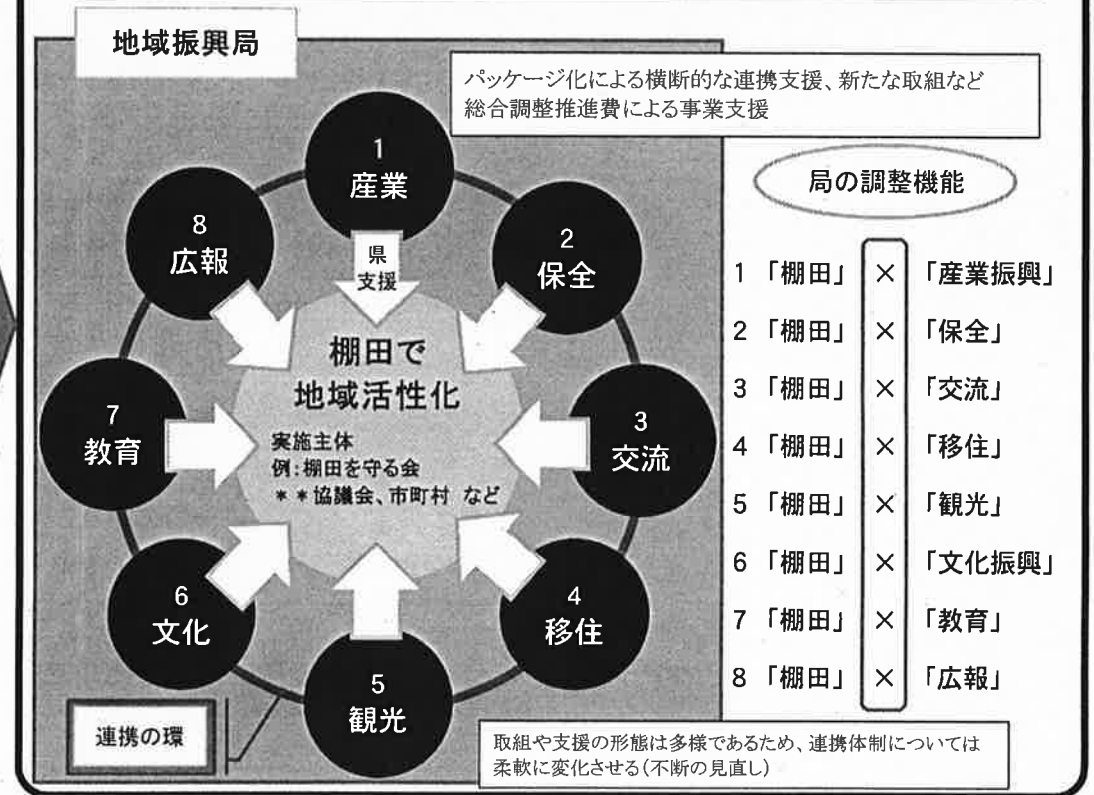 地域振興局
パッケージ化による横断的な連携支援、新たな取組など
総合調整推進費による事業支援
1
産業
2
保全
3
交流
4
移住
5
観光
6
文化
7
教育
8
広報
県
支援
棚田で
地域活性化
実施主体
例:棚田を守る会
**協議会、市町村 など
連携の環
局の調整機能
1 「棚田」 × 「産業振興」
2 「棚田」 × 「保全」
3 「棚田」 × 「交流」
4 「棚田」 × 「移住」
5 「棚田」 × 「観光」
6 「棚田」 × 「文化振興」
7 「棚田」 × 「教育」
8 「棚田」 × 「広報」
取組や支援の形態は多様であるため、連携体制については
柔軟に変化させる(不断の見直し)